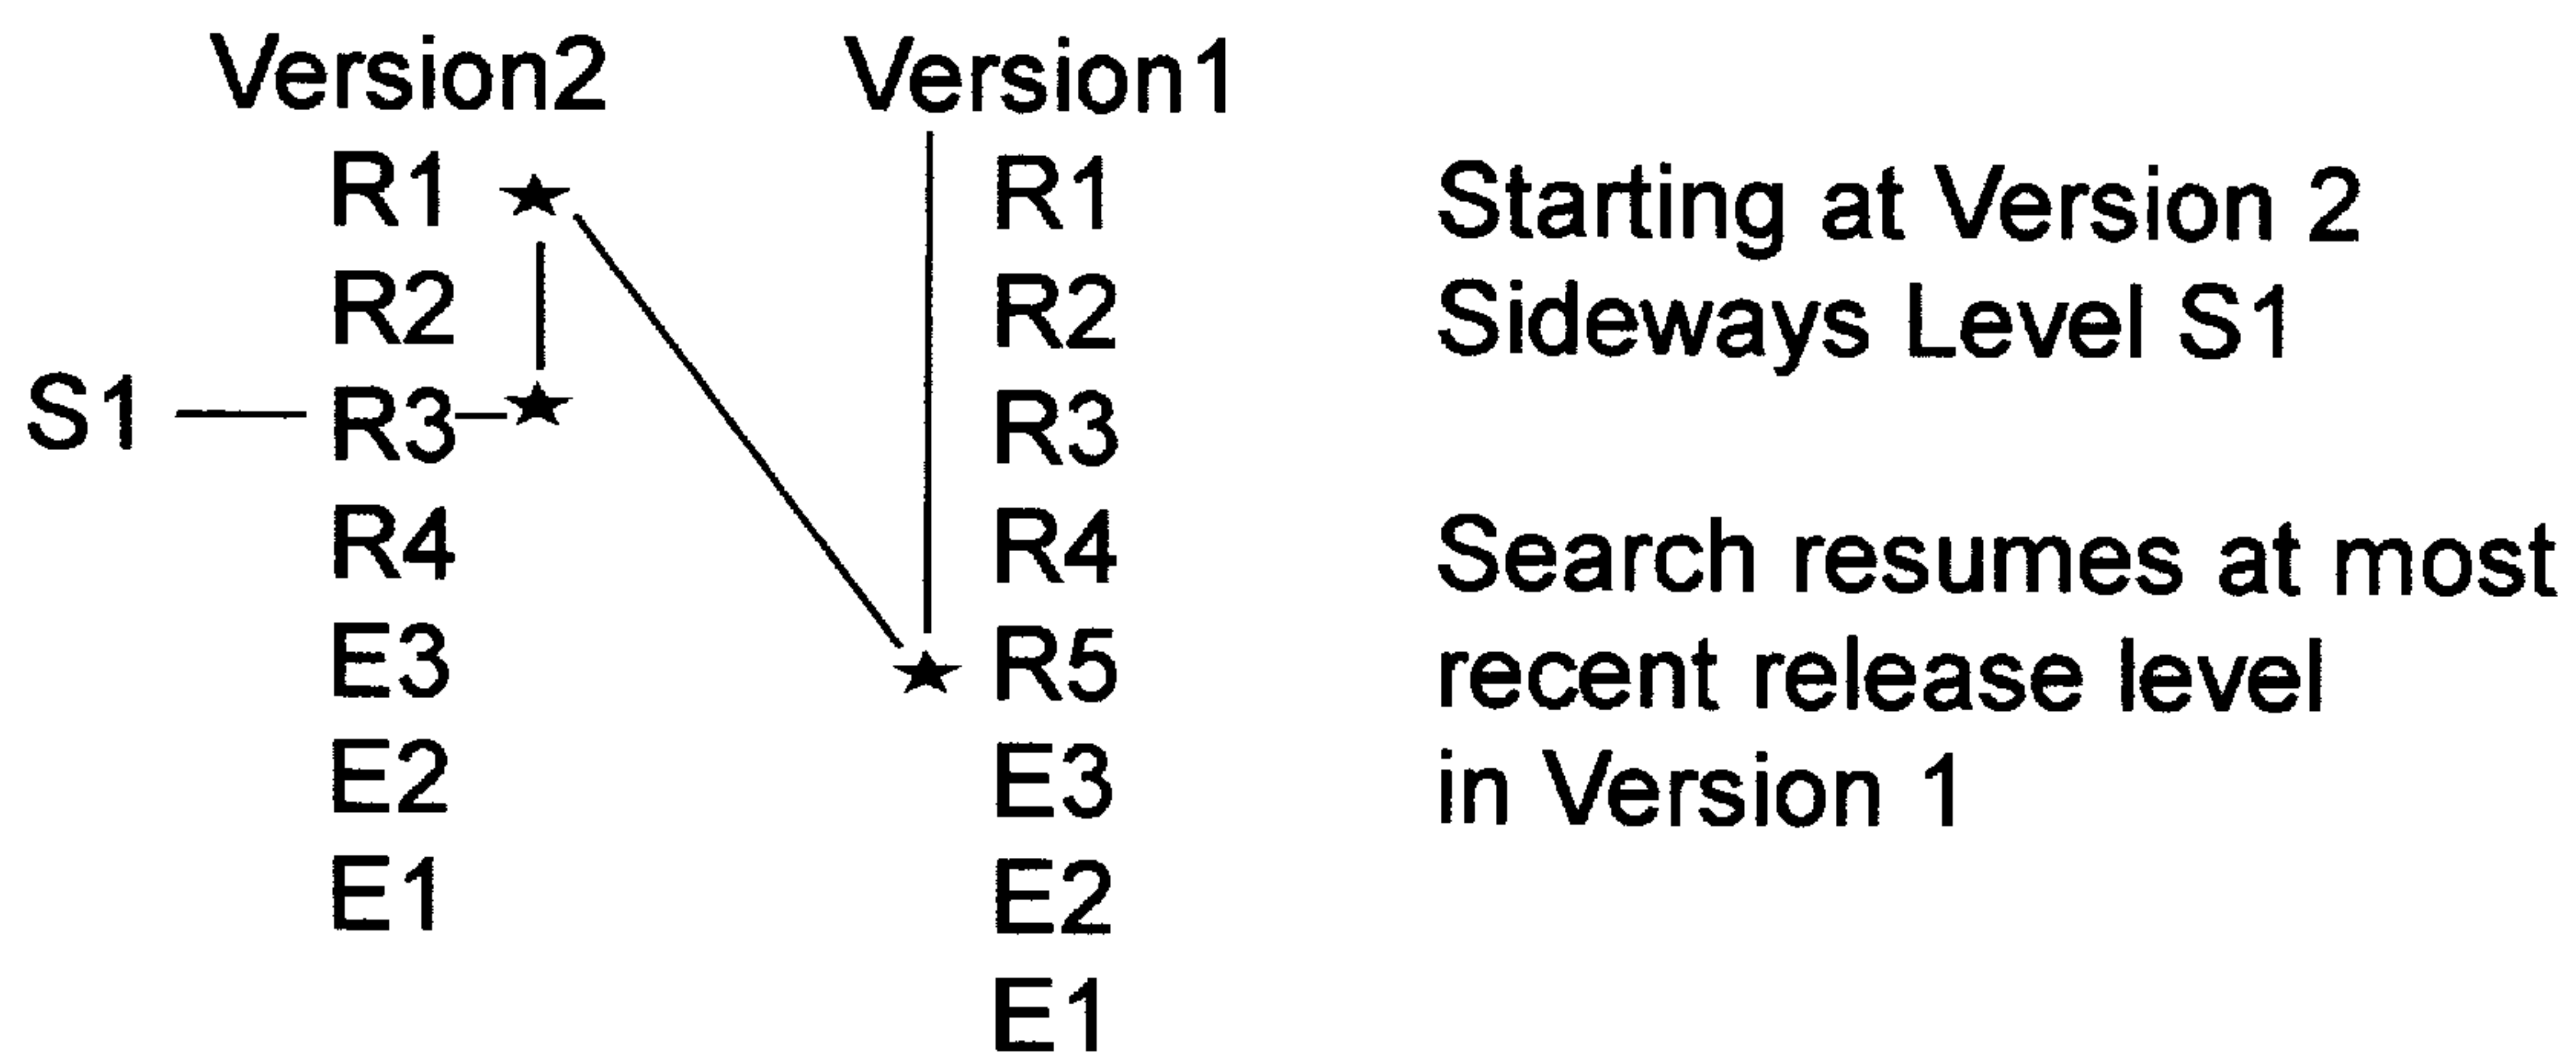 Version2 Version1
R1 R1 Starting at Version 2
R2 R2 Sideways Level S1
S1 R3 R3
R4 R4 Search resumes at most
E3 R5 recent release level
E2 E3 in Version 1
E1 E2
E1